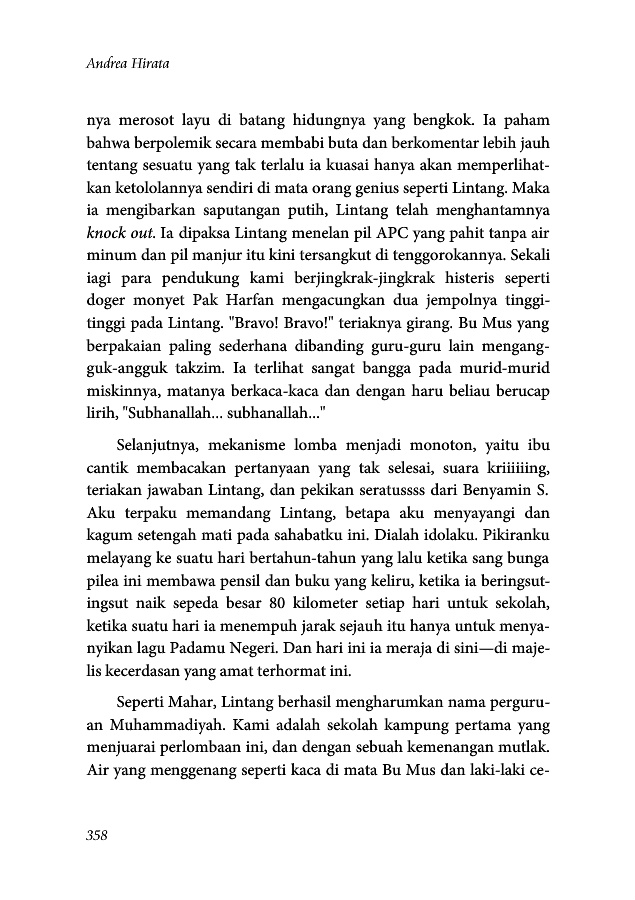 Andrea Hirata
nya merosot layu di batang hidungnya yang bengkok. Ia paham
bahwa berpolemik secara membabi buta dan berkomentar lebih jauh
tentang sesuatu yang tak terlalu ia kuasai hanya akan memperlihat-
kan ketololannya sendiri di mata orang genius seperti Lintang. Maka
ia mengibarkan saputangan putih, Lintang telah menghantamnya
knock out. Ia dipaksa Lintang menelan pil APC yang pahit tanpa air
minum dan pil manjur itu kini tersangkut di tenggorokannya. Sekali
iagi para pendukung kami berjingkrak-jingkrak histeris seperti
doger monyet Pak Harfan mengacungkan dua jempolnya tinggi-
tinggi pada Lintang. "Bravo! Bravo!" teriaknya girang. Bu Mus yang
berpakaian paling sederhana dibanding guru-guru lain mengang-
guk-angguk takzim. Ia terlihat sangat bangga pada murid-murid
miskinnya, matanya berkaca-kaca dan dengan haru beliau berucap
lirih, "Subhanallah... subhanallah..."
Selanjutnya, mekanisme lomba menjadi monoton, yaitu ibu
cantik membacakan pertanyaan yang tak selesai, suara kriiiiiing,
teriakan jawaban Lintang, dan pekikan seratussss dari Benyamin S.
Aku terpaku memandang Lintang, betapa aku menyayangi dan
kagum setengah mati pada sahabatku ini. Dialah idolaku. Pikiranku
melayang ke suatu hari bertahun-tahun yang lalu ketika sang bunga
pilea ini membawa pensil dan buku yang keliru, ketika ia beringsut-
ingsut naik sepeda besar 80 kilometer setiap hari untuk sekolah,
ketika suatu hari ia menempuh jarak sejauh itu hanya untuk menya-
nyikan lagu Padamu Negeri. Dan hari ini ia meraja di sini—di maje-
lis kecerdasan yang amat terhormat ini.
Seperti Mahar, Lintang berhasil mengharumkan nama perguru-
an Muhammadiyah. Kami adalah sekolah kampung pertama yang
menjuarai perlombaan ini, dan dengan sebuah kemenangan mutlak.
Air yang menggenang seperti kaca di mata Bu Mus dan laki-laki ce-
358